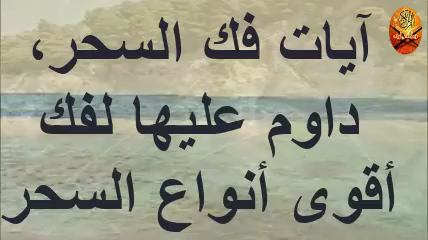 آيات فك السحر،
داوم عليها لفك
أقوى أنواع السحر